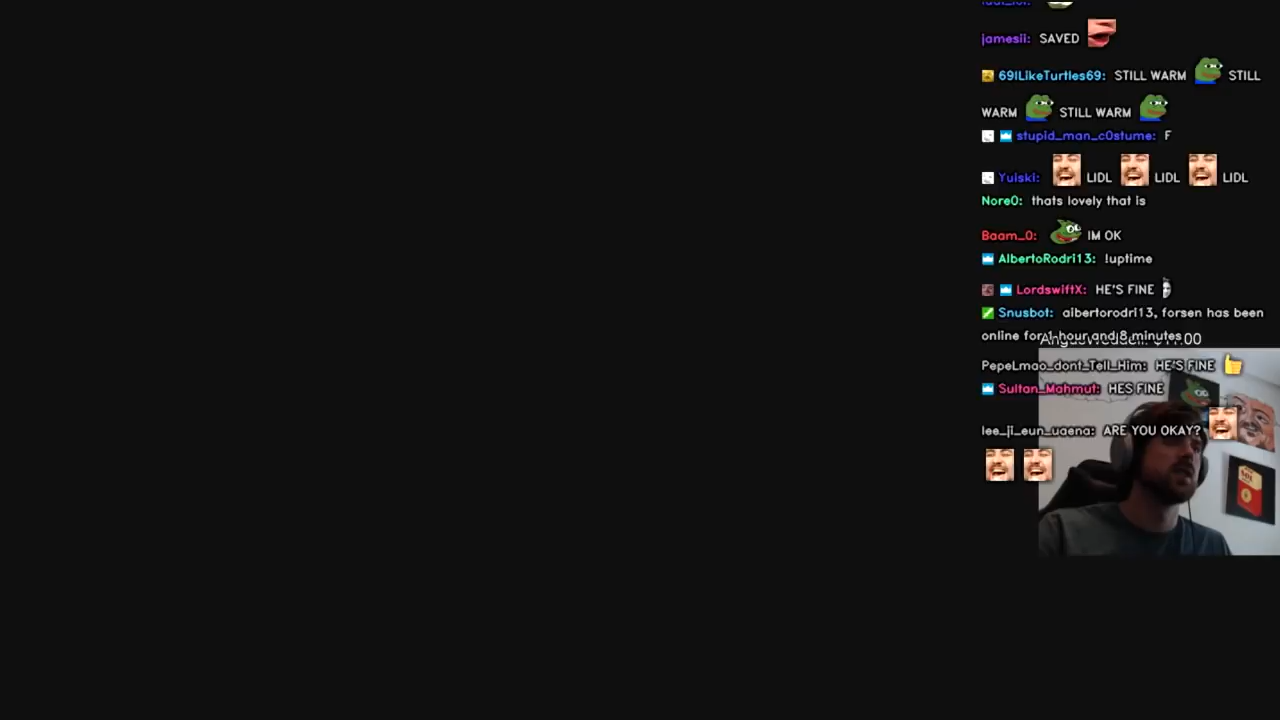 jamesii: SAVED
69ILikeTurtles69: STILL WARM STILL
WARM STILL WARM
stupid_man_c0stume: F
Yuiski: LIDL LIDL LIDL
Nore0: thats lovely that is
Baam_0: IM OK
AlbertoRodri13: !uptime
LordswiftX: HE'S FINE
Snusbot: albertorodri13, forsen has been
online for 1 hour and 8 minutes
PepeLmao_dont_Tell_Him: HE'S FINE
Sultan_Mahmut: HES FINE
lee_ji_eun_uaena: ARE YOU OKAY?